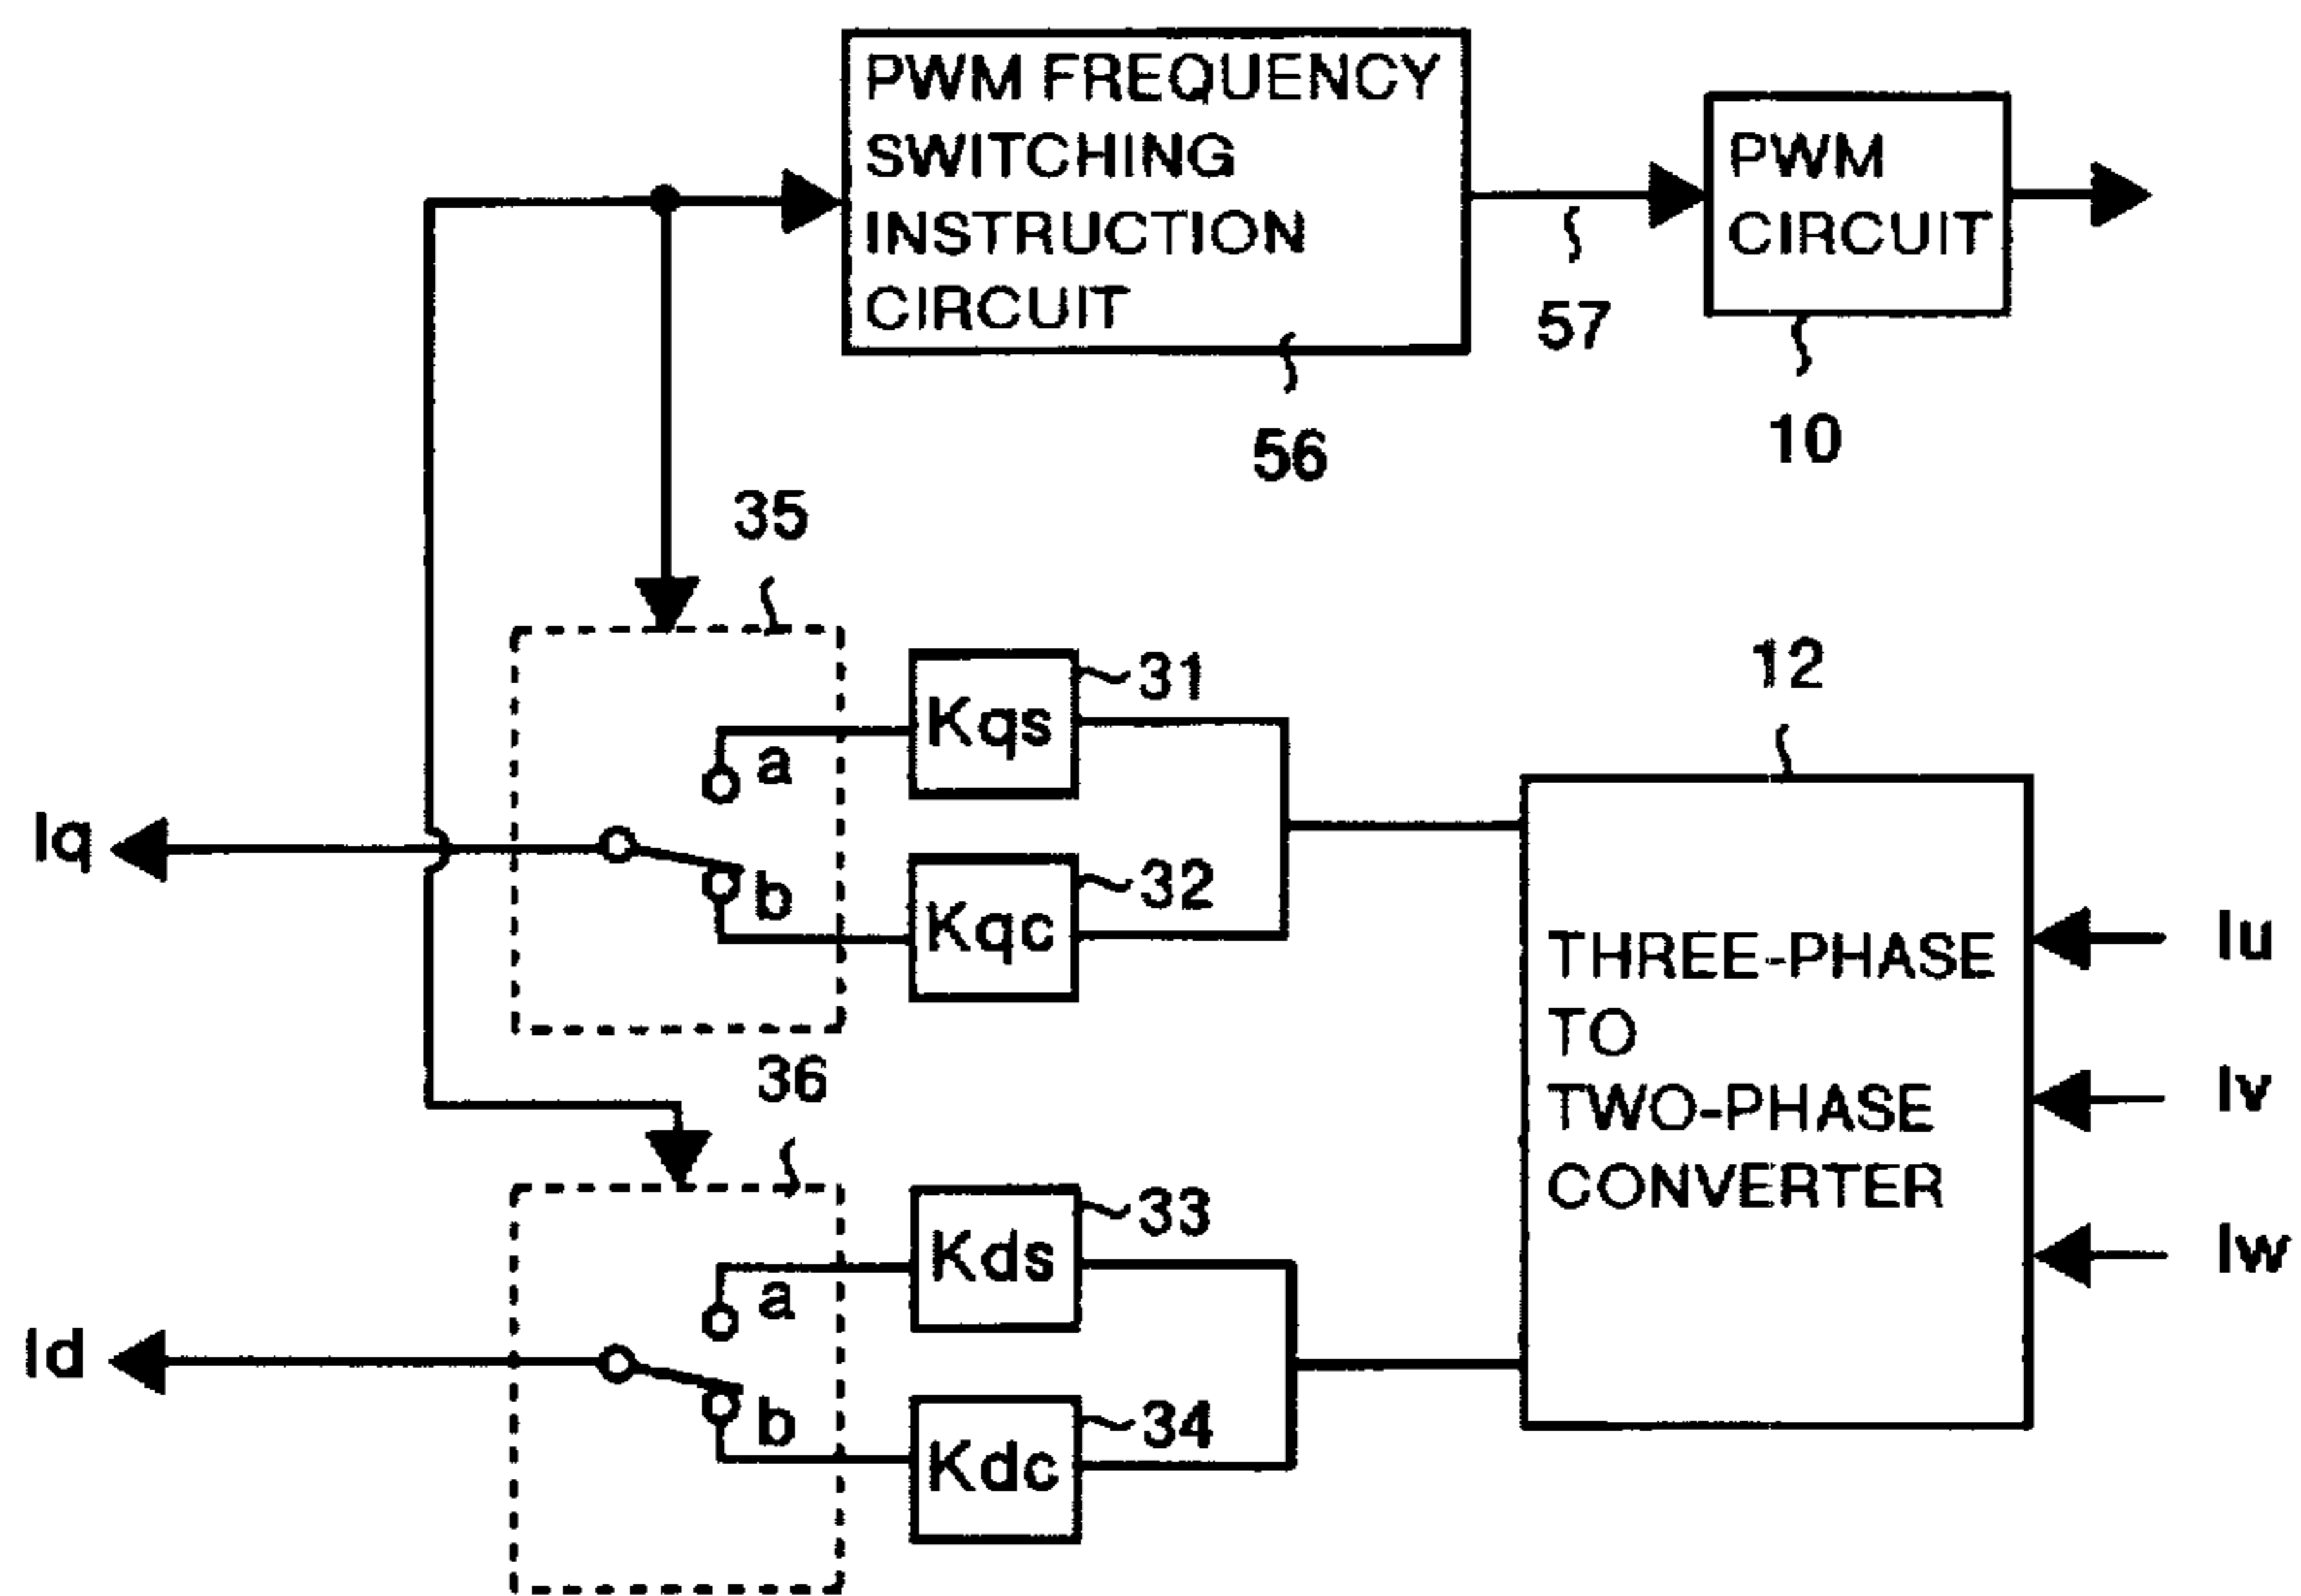 PWM FREQUENCY
SWITCHING
INSTRUCTION
CIRCUIT
PWM
CIRCUIT
57
10
56
35
31
Kqs
a
12
Iq
b
32
Kqc
Iu
THREE-PHASE
TO
TWO-PHASE
CONVERTER
Iv
Iw
36
33
Kds
a
Id
b
34
Kdc